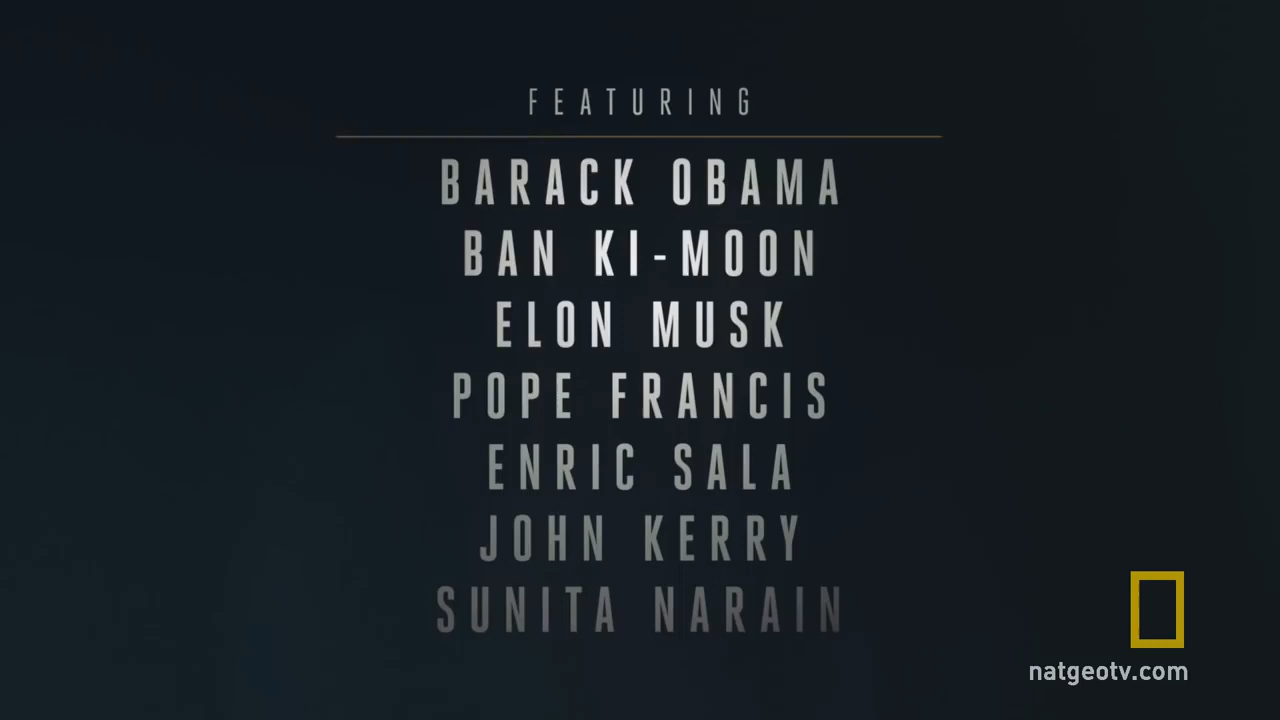 FEATURING
BARACK OBAMA
BAN KI-MOON
ELON MUSK
POPE FRANCIS
ENRIC SALA
JOHN KERRY
SUNITA NARAIN
natgeotv.com